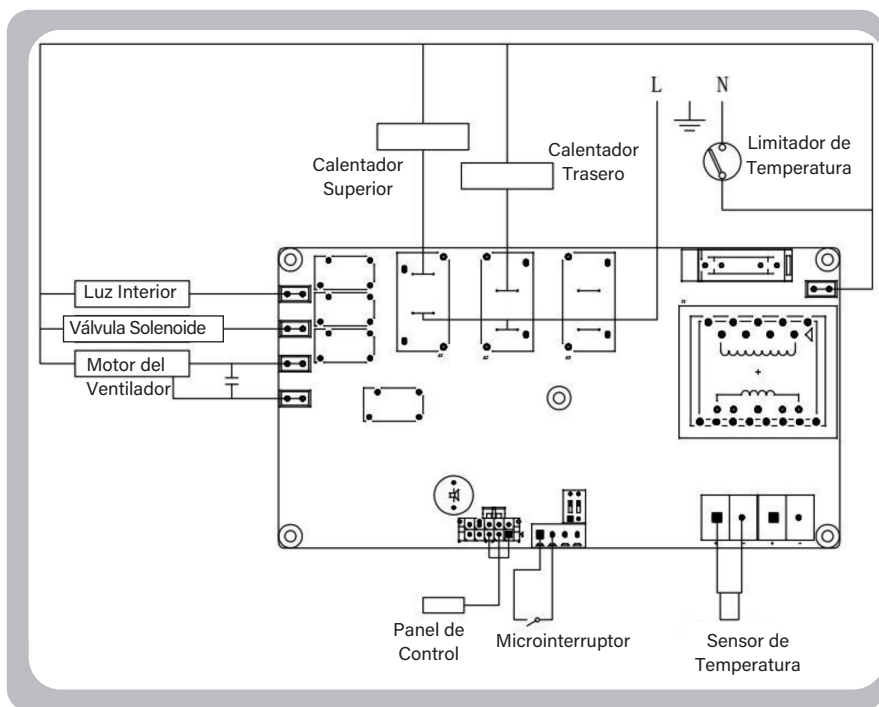 L
N
Limitador de
Temperatura
Calentador
Superior
Calentador
Trasero
Luz Interior
Válvula Solenoide
Motor del
Ventilador
Panel de
Control
Microinterruptor
Sensor de
Temperatura